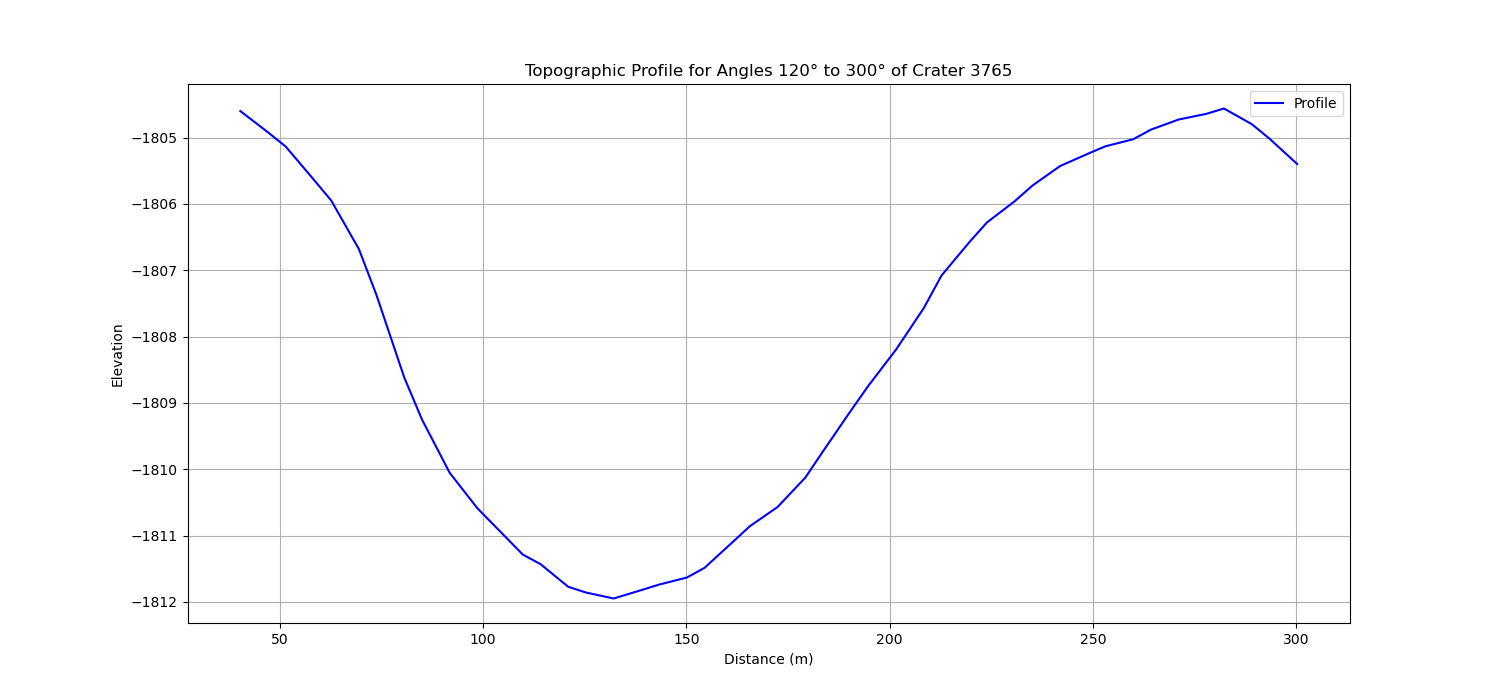 Topographic Profile for Angles 120° to 300° of Crater 3765
Profile
−1805
−1806
−1807
−1808
−1809
−1810
−1811
−1812
Elevation
50 100 150 200 250 300
Distance (m)